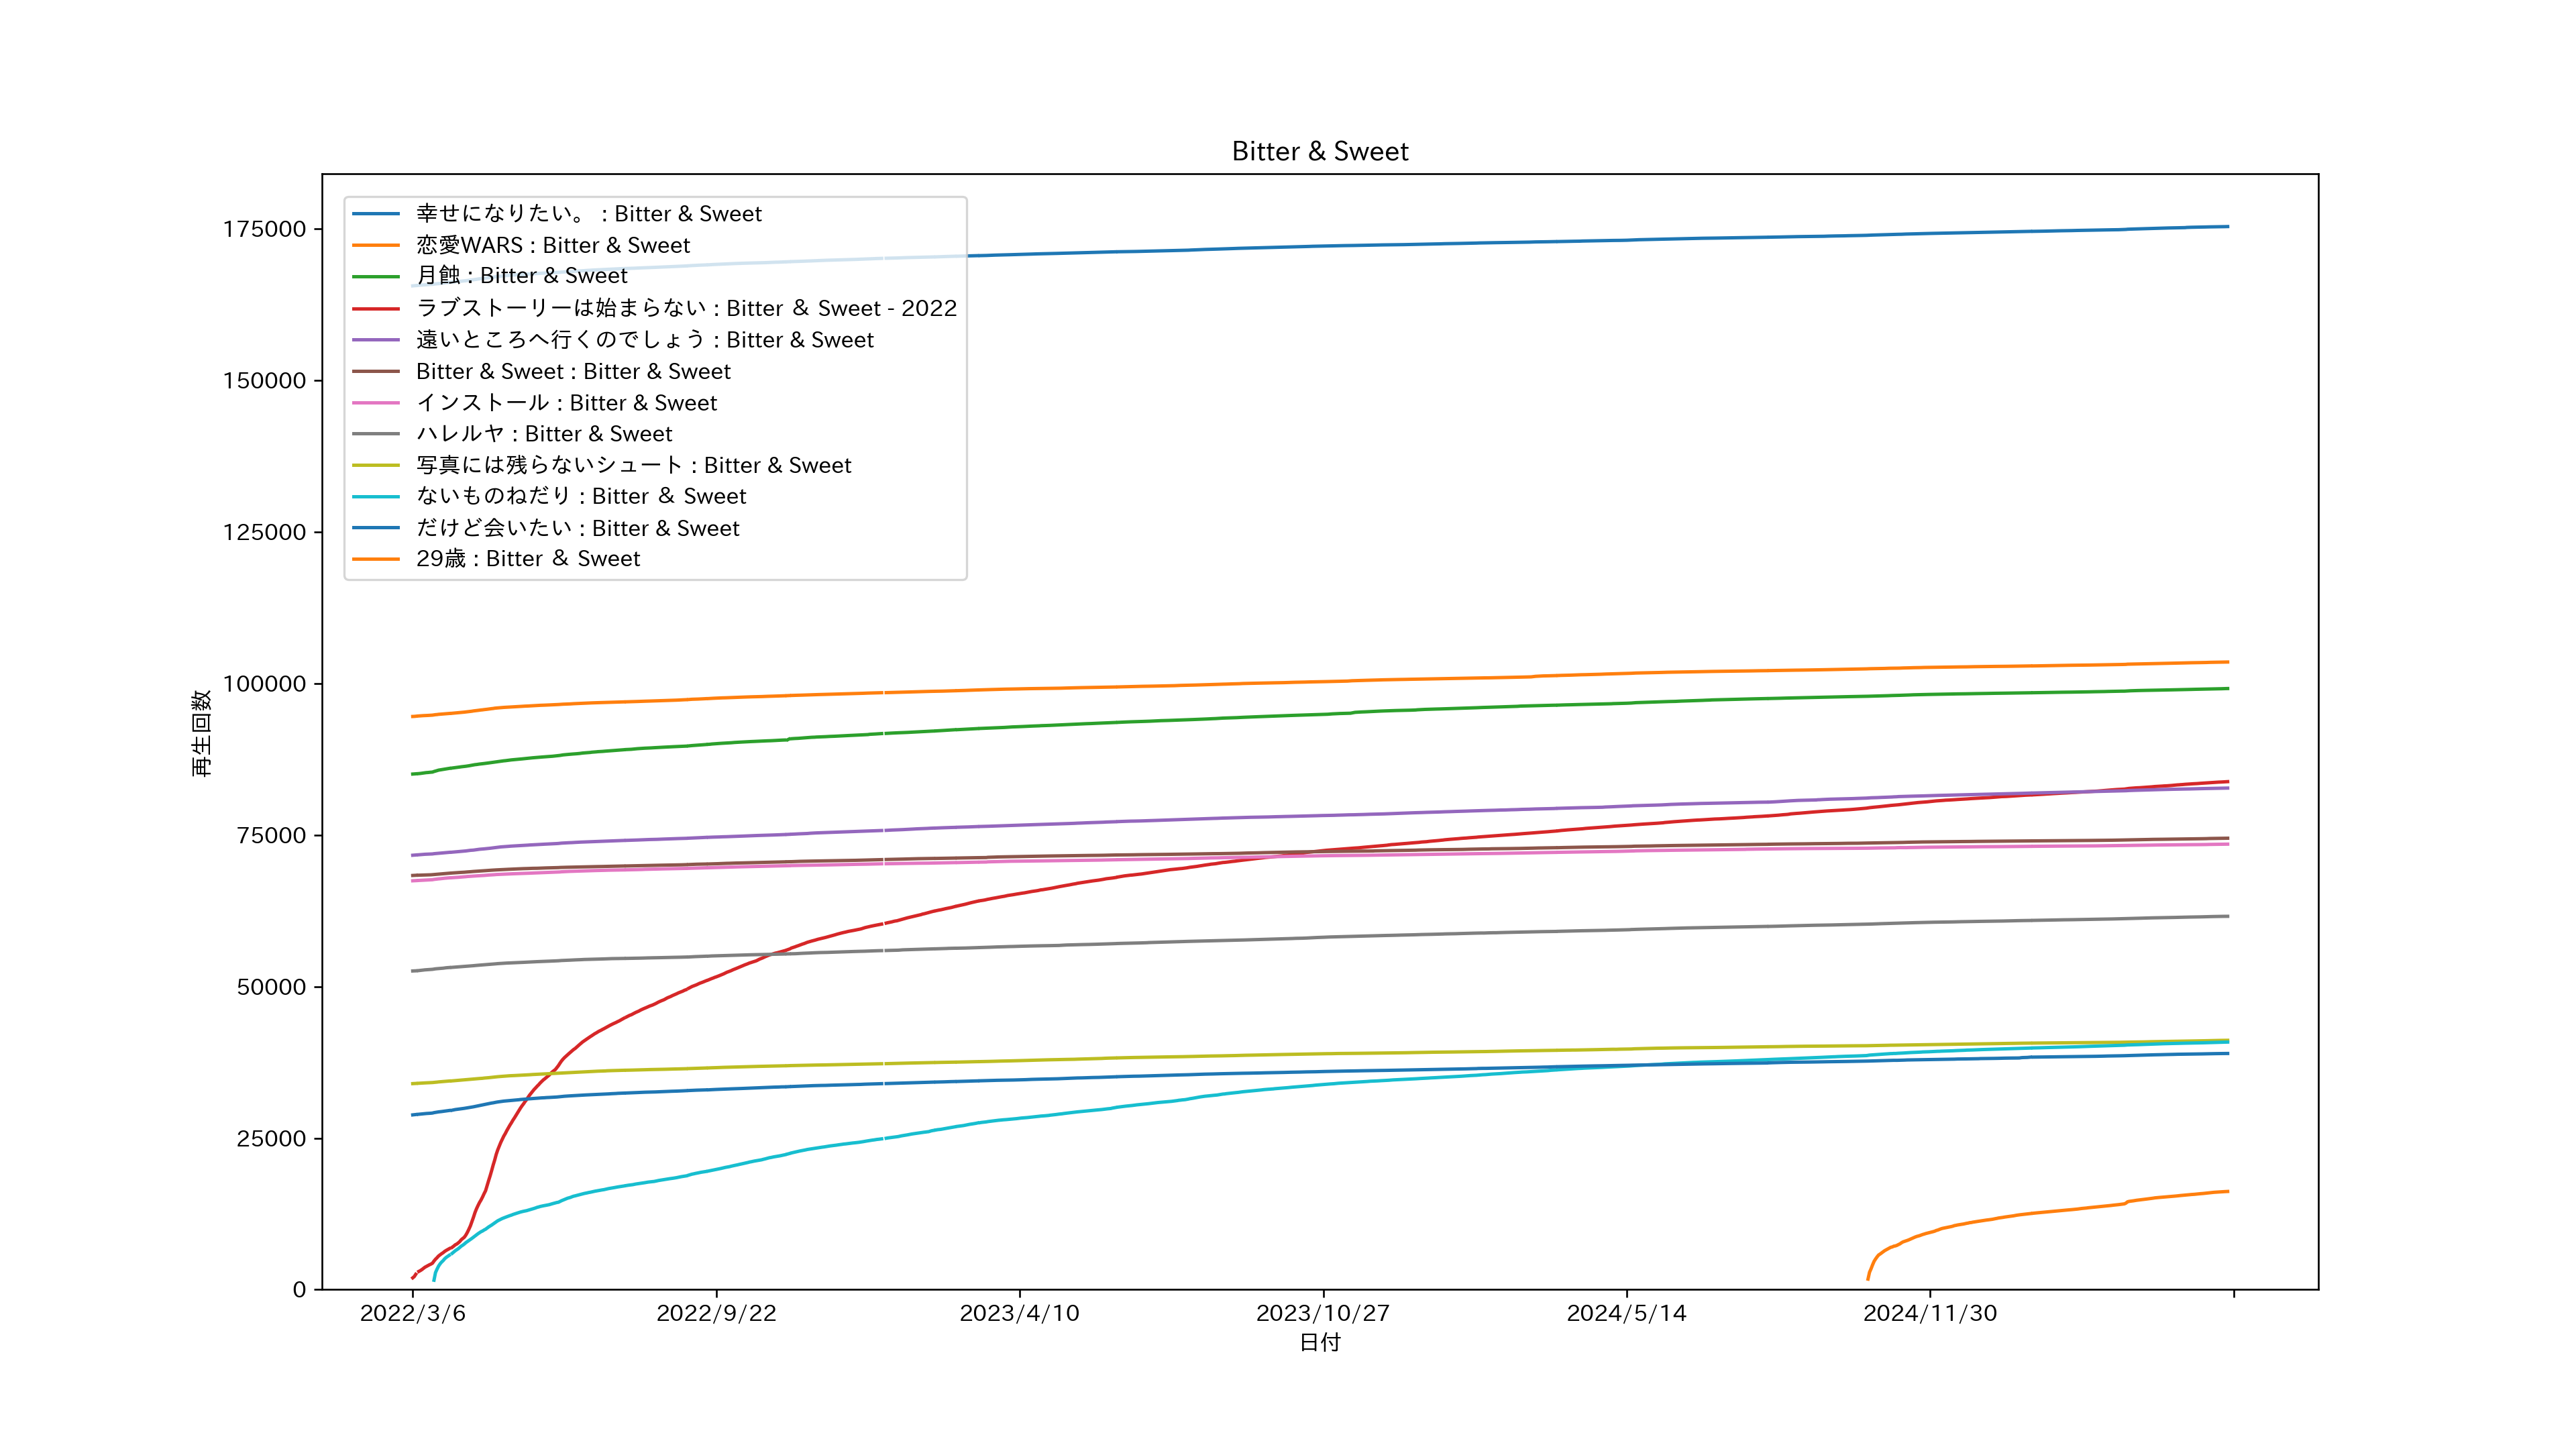 Bitter & Sweet
175000
150000
125000
100000
75000
50000
25000
0
再生回数
幸せになりたい。 : Bitter & Sweet
恋愛WARS : Bitter & Sweet
月蝕 : Bitter & Sweet
ラブストーリーは始まらない : Bitter ＆ Sweet - 2022
遠いところへ行くのでしょう : Bitter & Sweet
Bitter & Sweet : Bitter & Sweet
インストール : Bitter & Sweet
ハレルヤ : Bitter & Sweet
写真には残らないシュート : Bitter & Sweet
ないものねだり : Bitter ＆ Sweet
だけど会いたい : Bitter & Sweet
29歳 : Bitter ＆ Sweet
2022/3/6 2022/9/22 2023/4/10 2023/10/27 2024/5/14 2024/11/30
日付